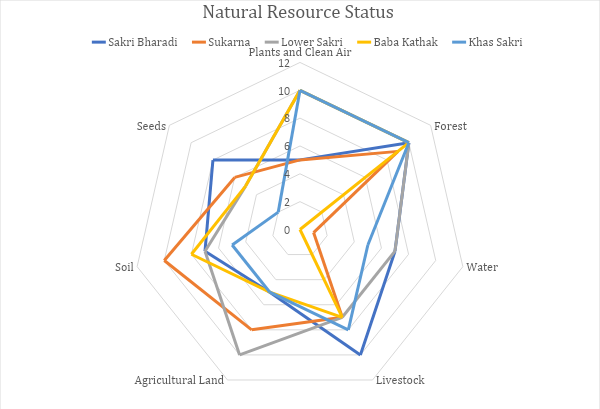 Natural Resource Status
Sakri Bharadi Sukarna Lower Sakri Baba Kathak Khas Sakri
Plants and Clean Air
12
10
8
6
4
2
0
Forest
Water
Livestock
Agricultural Land
Soil
Seeds